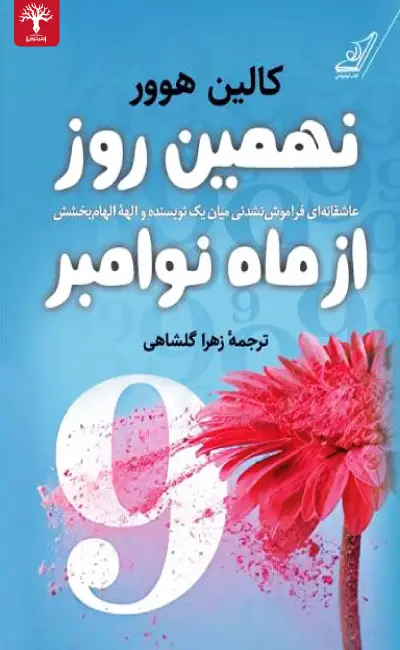 کالین هوور
نهمین روز
عاشقانه‌ای فراموش‌نشدنی میان یک نویسنده و الههٔ الهام‌بخشش
از ماه نوامبر
ترجمهٔ زهرا گلشاهی
9